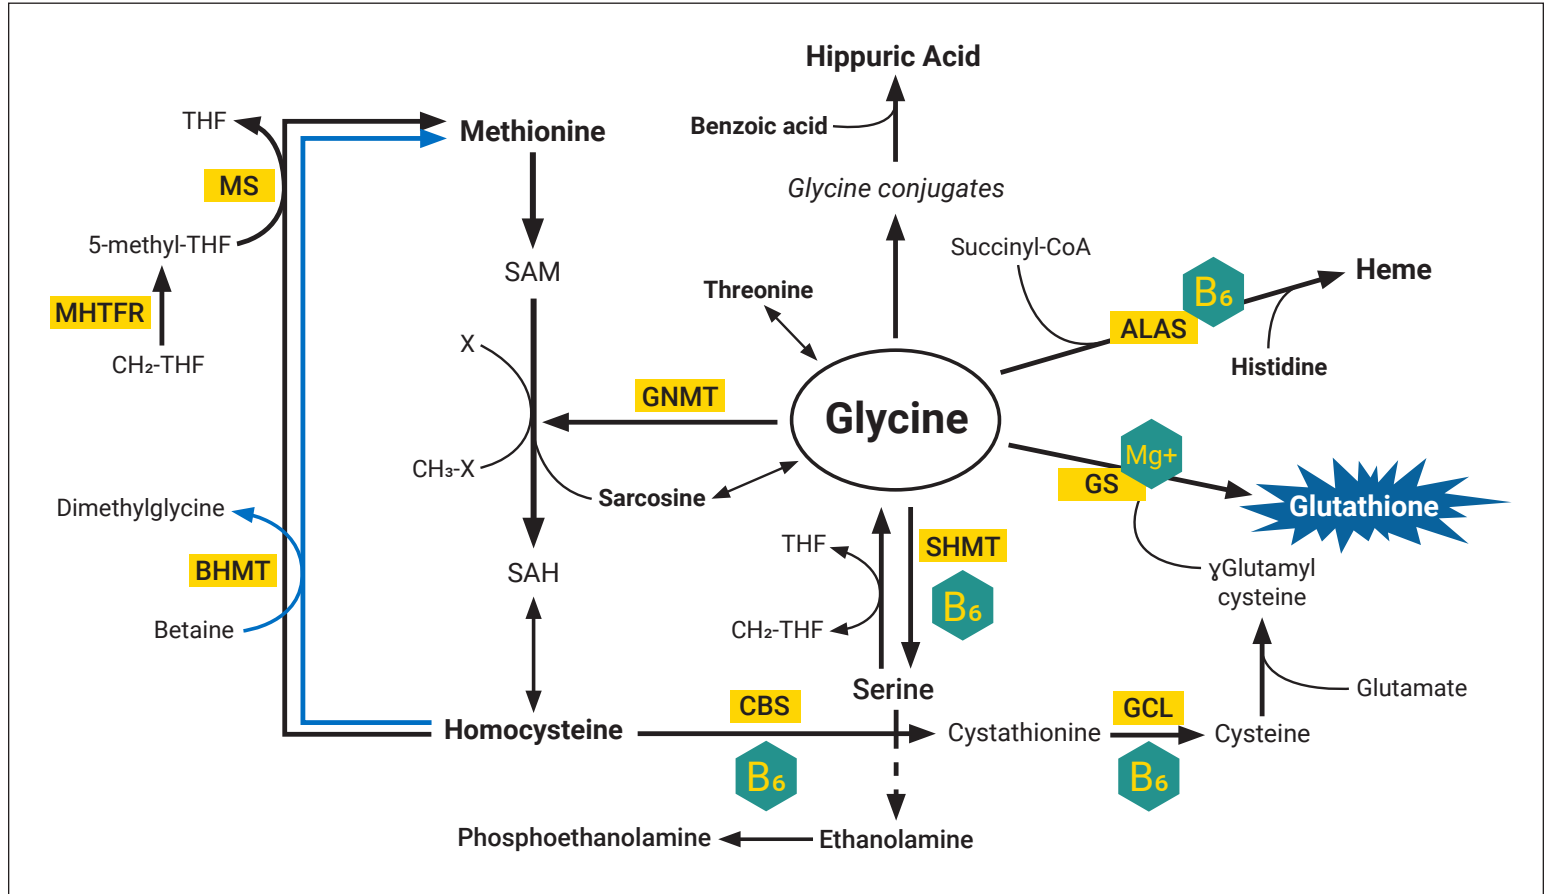 Hippuric Acid
THF
Methionine
Benzoic acid
MS
Glycine conjugates
5-methyl-THF
Succinyl-CoA
SAM
Heme
B₆
Threonine
MHTFR
ALAS
X
CH₂-THF
Histidine
GNMT
Glycine
CH₃-X
Mg+
GS
Sarcosine
Glutathione
Dimethylglycine
THF
SHMT
BHMT
SAH
ɣGlutamyl
cysteine
B₆
Betaine
CH₂-THF
Serine
Glutamate
CBS
GCL
Homocysteine
Cystathionine
Cysteine
B₆
B₆
Phosphoethanolamine
Ethanolamine